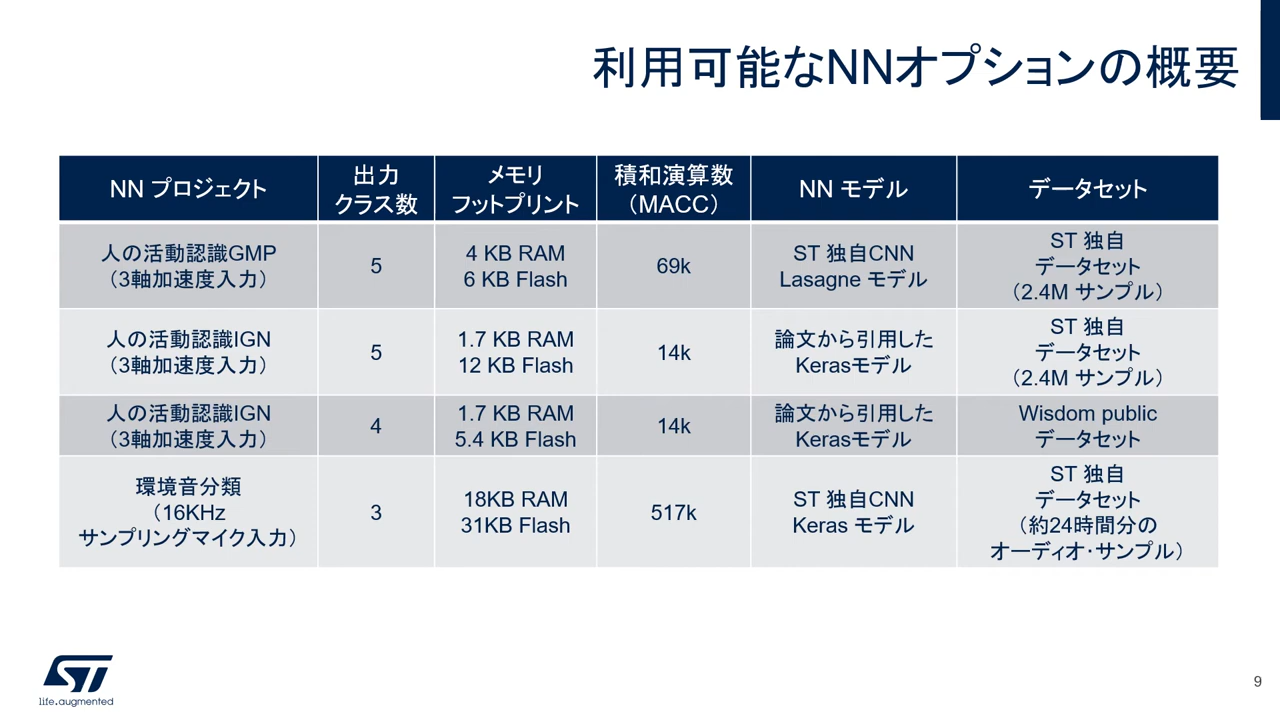 利用可能なNNオプションの概要
NN プロジェクト
出力
クラス数
メモリ
フットプリント
積和演算数
（MACC）
NN モデル
データセット
人の活動認識GMP
（3軸加速度入力）
5
4 KB RAM
6 KB Flash
69k
ST 独自CNN
Lasagne モデル
ST 独自
データセット
（2.4M サンプル）
人の活動認識IGN
（3軸加速度入力）
5
1.7 KB RAM
12 KB Flash
14k
論文から引用した
Kerasモデル
ST 独自
データセット
（2.4M サンプル）
人の活動認識IGN
（3軸加速度入力）
4
1.7 KB RAM
5.4 KB Flash
14k
論文から引用した
Kerasモデル
Wisdom public
データセット
環境音分類
（16KHz
サンプリングマイク入力）
3
18KB RAM
31KB Flash
517k
ST 独自CNN
Keras モデル
ST 独自
データセット
（約24時間分の
オーディオ･サンプル）
ST
life.augmented
9